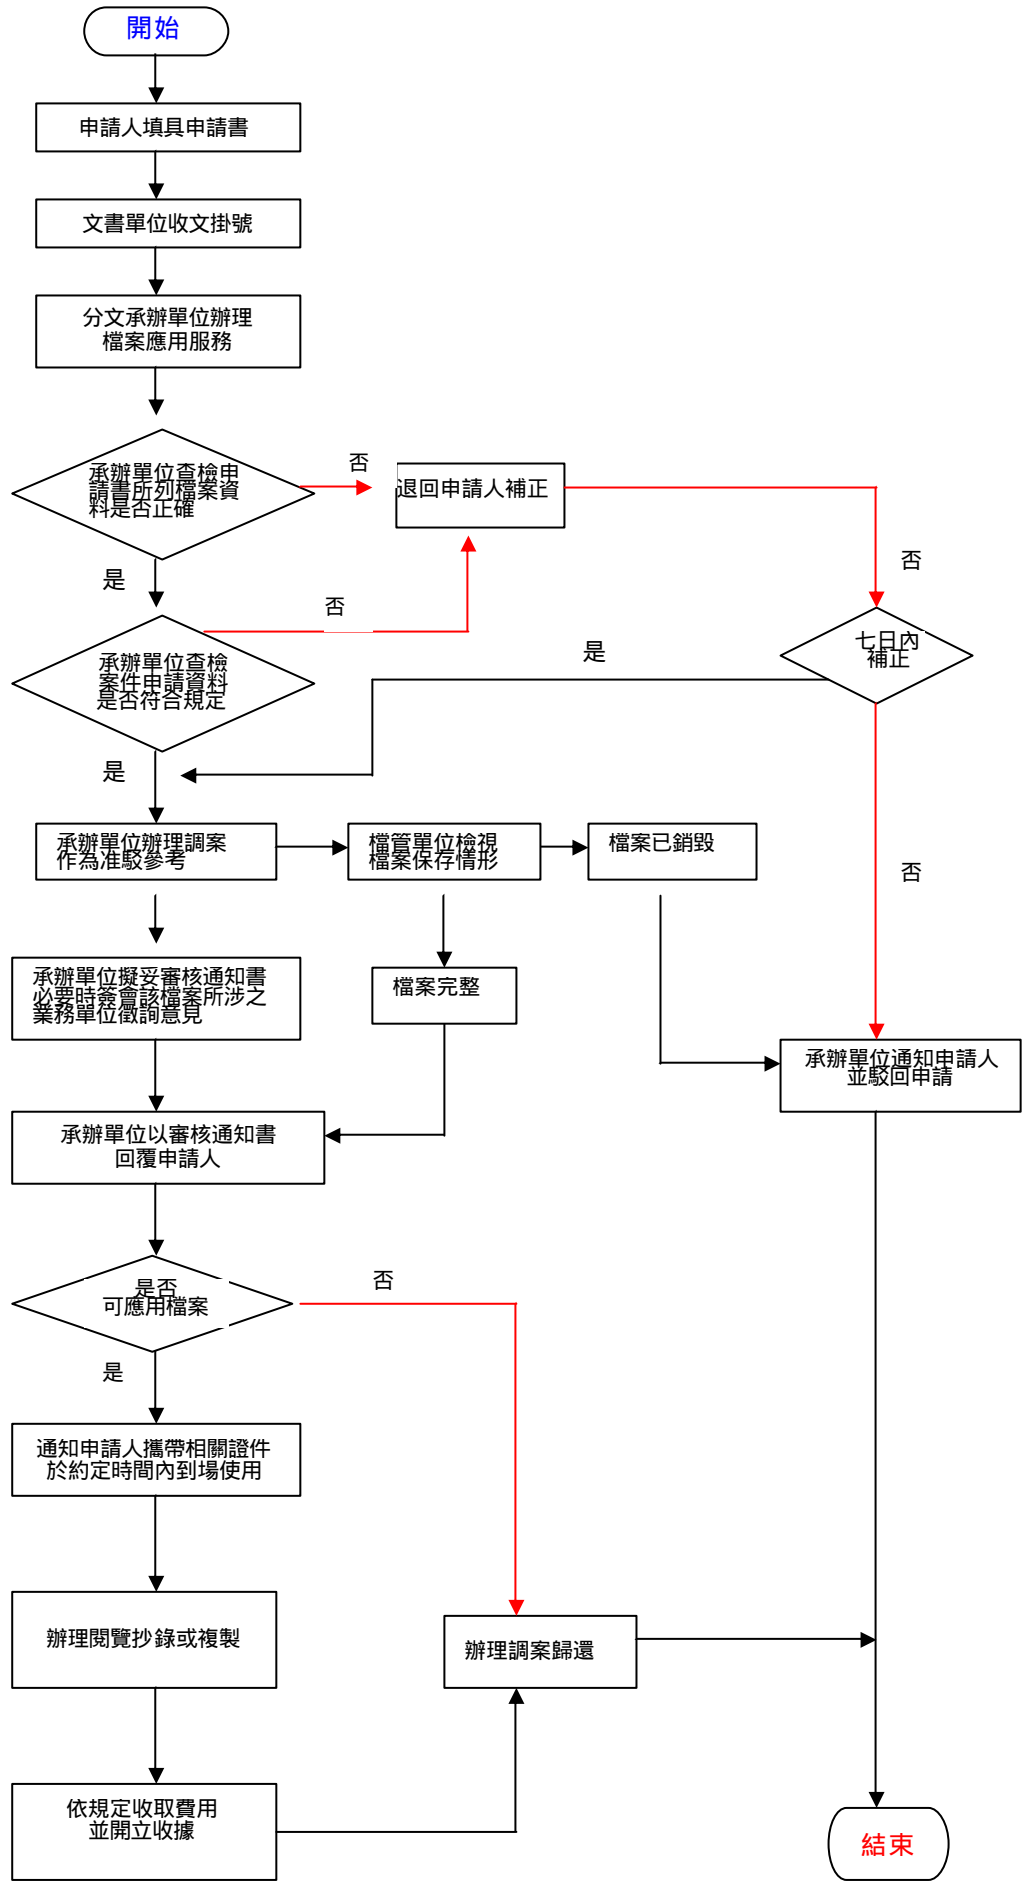 開始
申請人填具申請書
文書單位收文掛號
分文承辦單位辦理
檔案應用服務
承辦單位查檢申
請書所列檔案資
料是否正確
否
退回申請人補正
否
是
否
承辦單位查檢
案件申請資料
是否符合規定
七日內
補正
是
是
承辦單位辦理調案
作為准駁參考
檔管單位檢視
檔案保存情形
檔案已銷毀
否
承辦單位擬妥審核通知書
必要時簽會該檔案所涉之
業務單位徵詢意見
檔案完整
承辦單位通知申請人
並駁回申請
承辦單位以審核通知書
回覆申請人
是否
可應用檔案
否
是
通知申請人攜帶相關證件
於約定時間內到場使用
辦理閱覽抄錄或複製
辦理調案歸還
依規定收取費用
並開立收據
結束